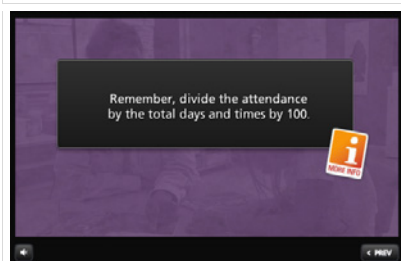 Remember, divide the attendance
by the total days and times by 100.
i
MORE INFO
< PREV